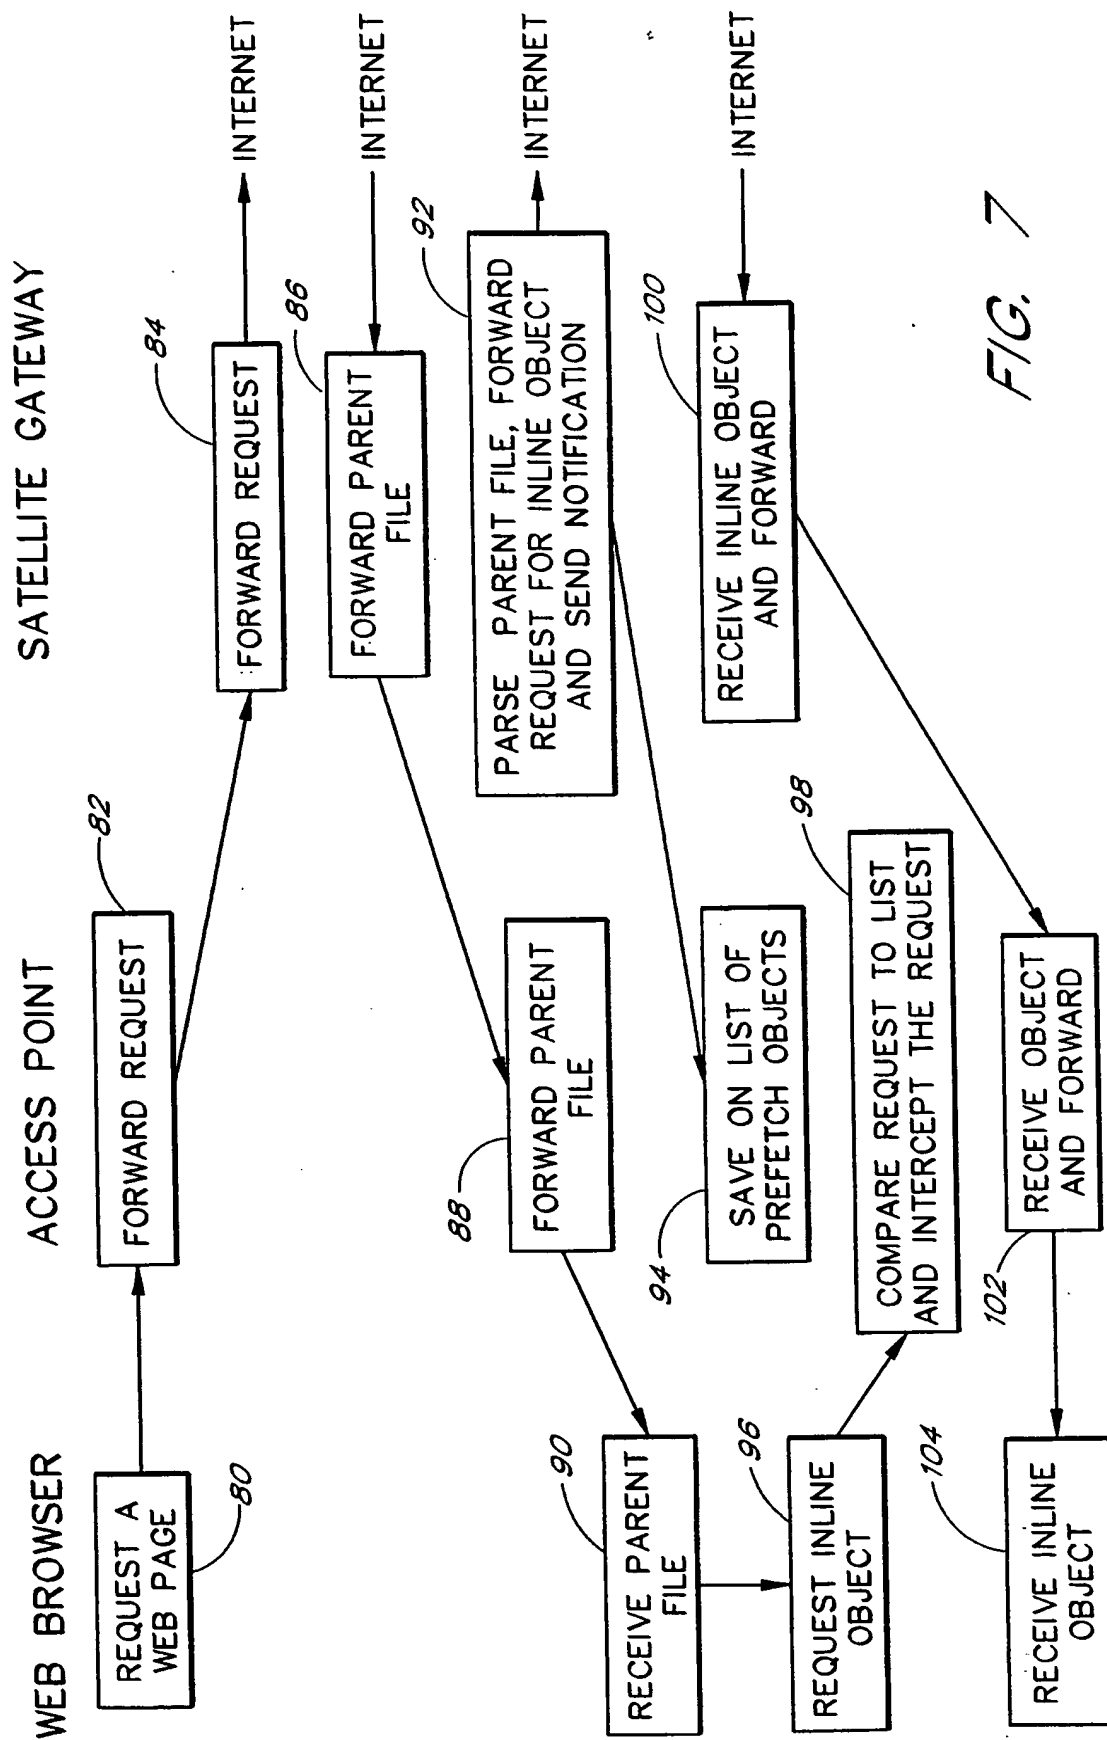 WEB BROWSER
ACCESS POINT
SATELLITE GATEWAY
REQUEST A
WEB PAGE
80
FORWARD REQUEST
82
FORWARD REQUEST
84
INTERNET
FORWARD PARENT
FILE
86
INTERNET
FORWARD PARENT
FILE
88
RECEIVE PARENT
FILE
90
PARSE PARENT FILE, FORWARD
REQUEST FOR INLINE OBJECT
AND SEND NOTIFICATION
92
INTERNET
SAVE ON LIST OF
PREFETCH OBJECTS
94
REQUEST INLINE
OBJECT
96
COMPARE REQUEST TO LIST
AND INTERCEPT THE REQUEST
98
RECEIVE INLINE OBJECT
AND FORWARD
100
INTERNET
RECEIVE OBJECT
AND FORWARD
102
RECEIVE INLINE
OBJECT
104
FIG. 7